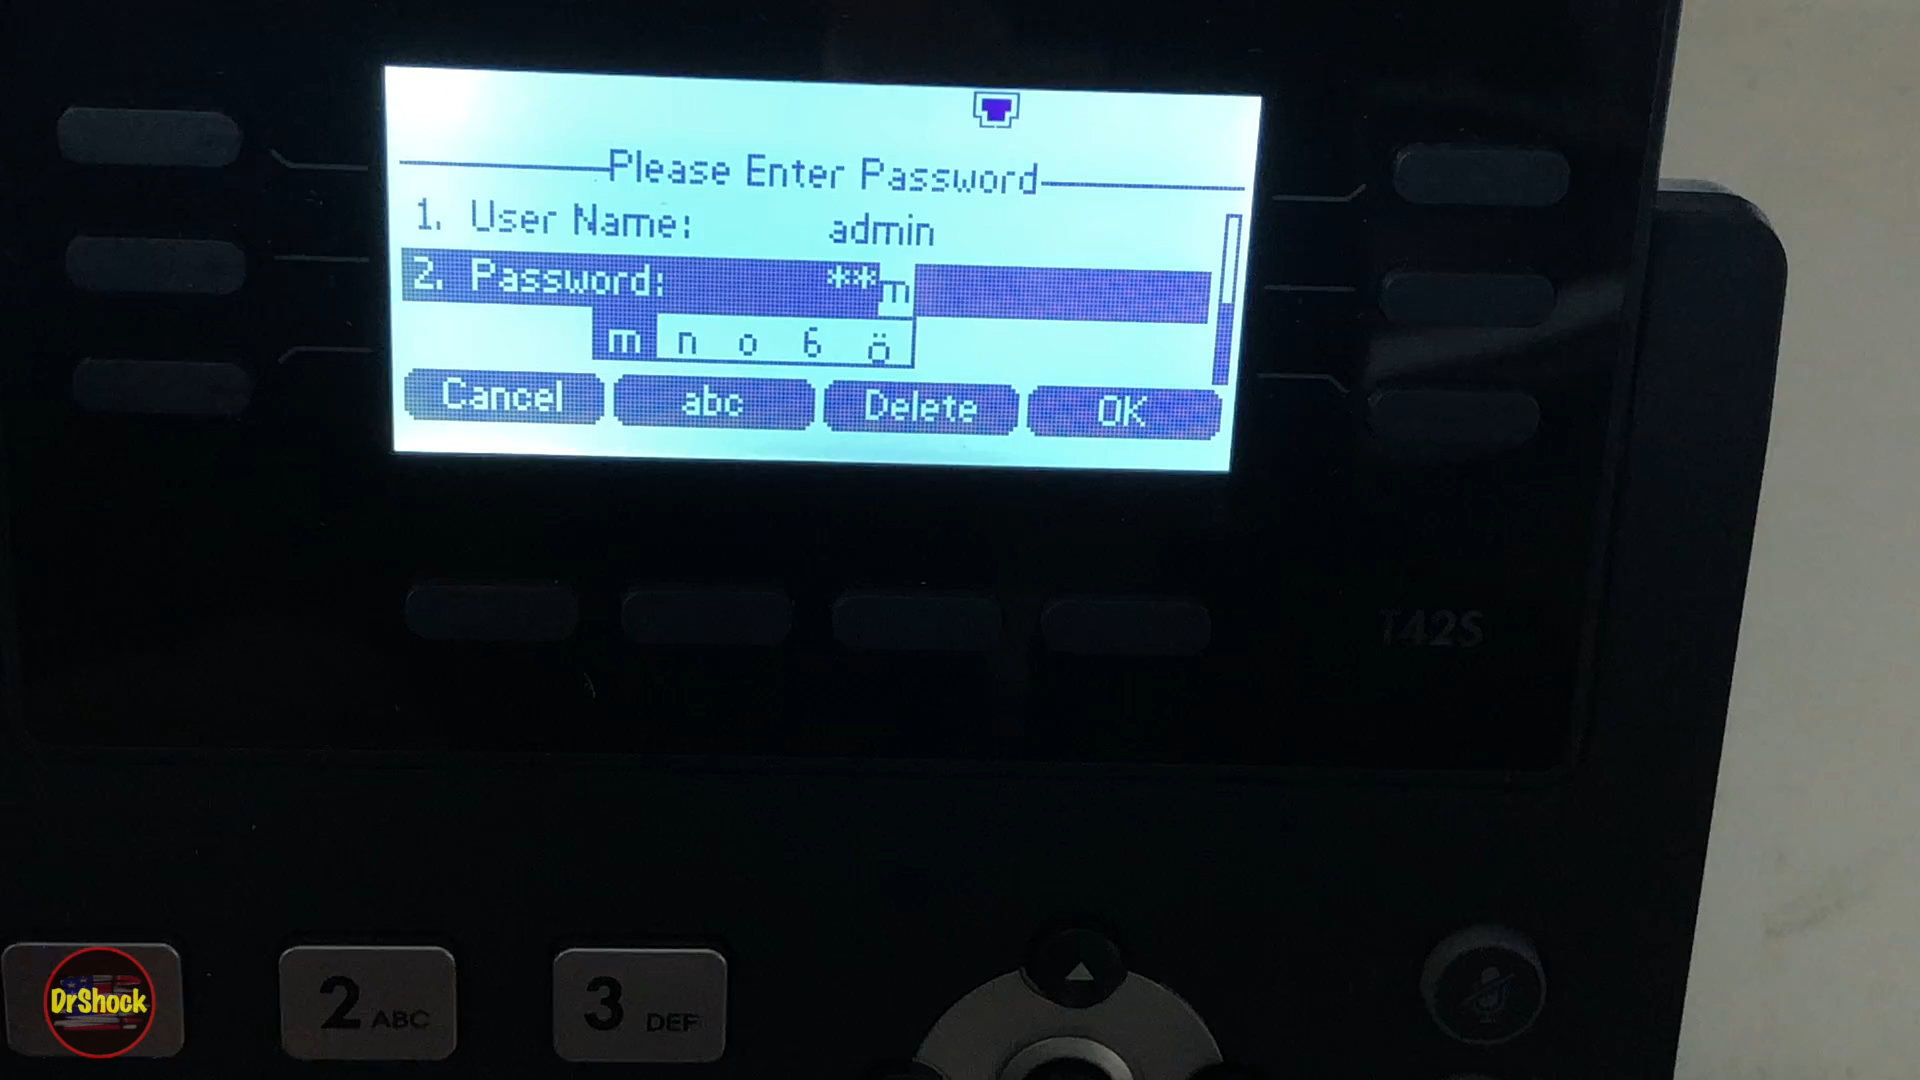 Please Enter Password
1. User Name: admin
2. Password: **m
m n o 6 ö
Cancel abc Delete OK
T42S
DrShock
2 ABC
3 DEF